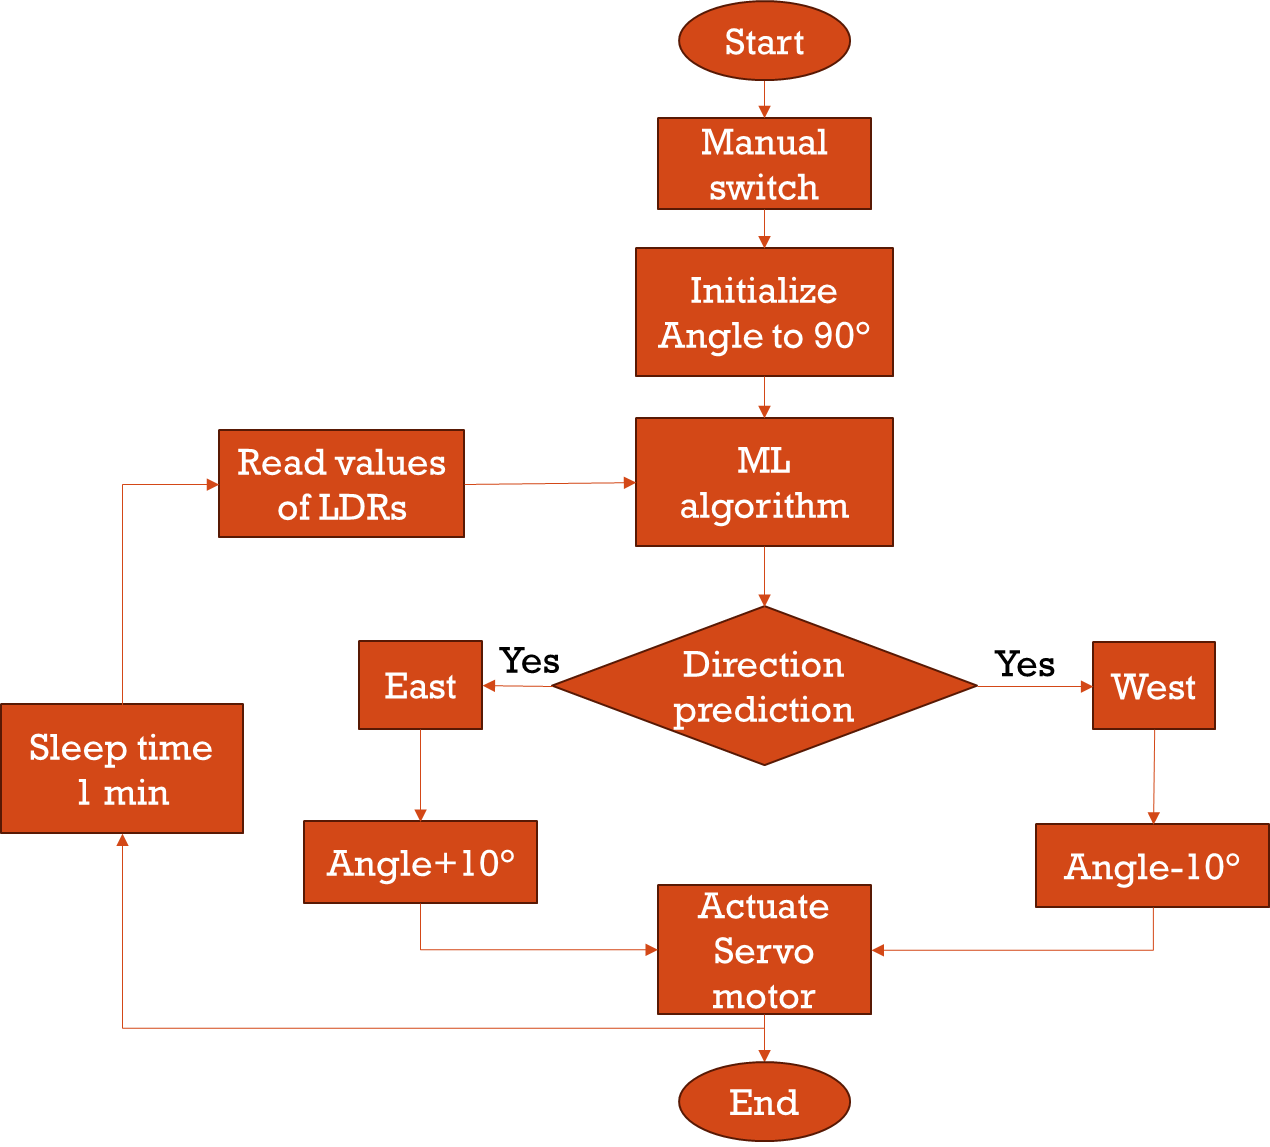 Start
Manual
switch
Initialize
Angle to 90°
Read values
of LDRs
ML
algorithm
Direction
prediction
Yes
East
Yes
West
Sleep time
1 min
Angle+10°
Angle-10°
Actuate
Servo
motor
End